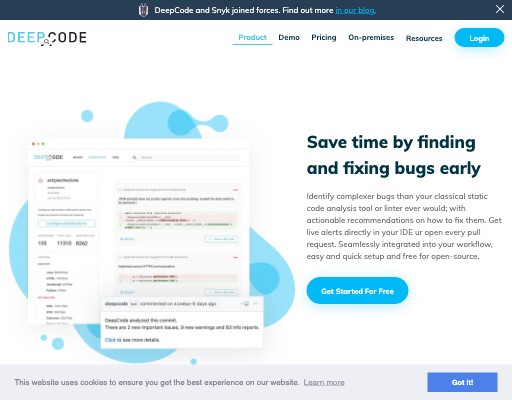 DeepCode and Snyk joined forces. Find out more in our blog.
DEEPCODE
Product Demo Pricing On-premises Resources Login
Save time by finding
and fixing bugs early
Identify complexer bugs than your classical static
code analysis tool or linter ever would; with
actionable recommendations on how to fix them. Get
live alerts directly in your IDE ur open every pull
request. Seamlessly integrated into your workflow,
easy and quick setup and free for open-source.
Get Started For Free
deepcode bot commented on
6 days ago
DeepCode analyzed this commit.
There are 2 new important issues, 9 new warnings and 63 info reports.
Click to see more details.
This website uses cookies to ensure you get the best experience on our website. Learn more
Got it!